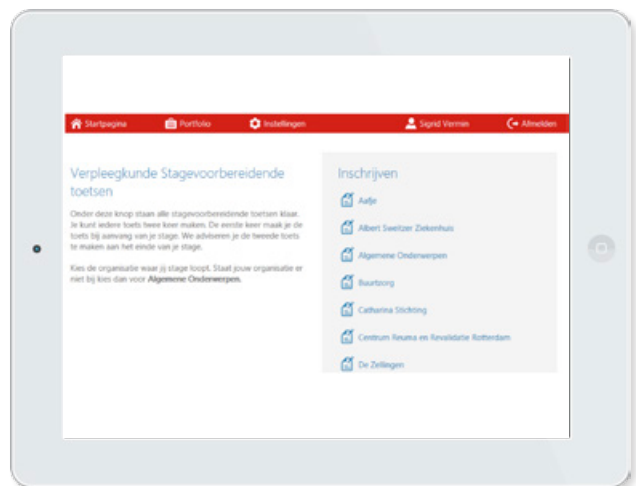 Startpagina Portfolio Instellingen Sigrid Vermin Afmelden
Verpleegkunde Stagevoorbereidende
toetsen
Onder deze knop staan alle stagevoorbereidende toetsen klaar.
Je kunt iedere toets twee keer maken. De eerste keer maak je de
toets bij aanvang van je stage. We adviseren je de tweede toets
te maken aan het einde van je stage.
Kies de organisatie waar jij stage loopt. Staat jouw organisatie er
niet bij kies dan voor Algemene Onderwerpen.
Inschrijven
Aafje
Albert Sweitzer Ziekenhuis
Algemene Onderwerpen
Buurtzorg
Catharina Stichting
Centrum Reuma en Revalidatie Rotterdam
De Zellingen